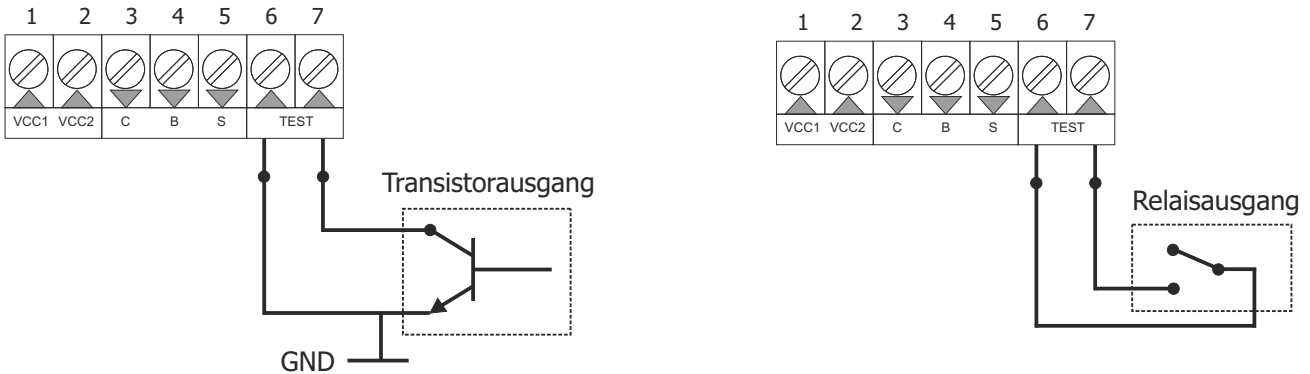 1 2 3 4 5 6 7
VCC1 VCC2 C B S TEST
Transistorausgang
GND
1 2 3 4 5 6 7
VCC1 VCC2 C B S TEST
Relaisausgang